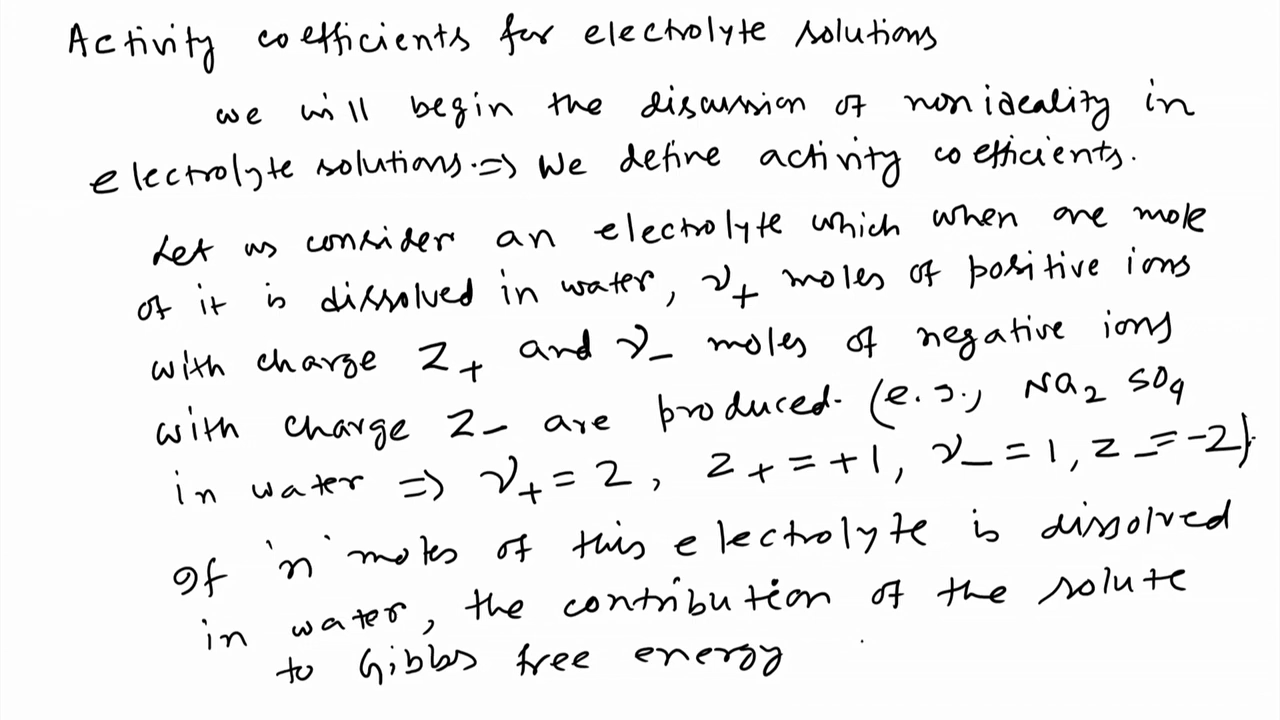 Activity coefficients for electrolyte solutions
we will begin the discussion of nonideality in
electrolyte solutions. => We define activity coefficients.
Let us consider an electrolyte which when one mole
of it is dissolved in water, ν+ moles of positive ions
with charge Z+ and ν- moles of negative ions
with charge Z- are produced. (e.g., Na2 SO4
in water => ν+ = 2, Z+ = +1, ν- = 1, Z- = -2)
If 'n' moles of this electrolyte is dissolved
in water, the contribution of the solute
to Gibbs free energy